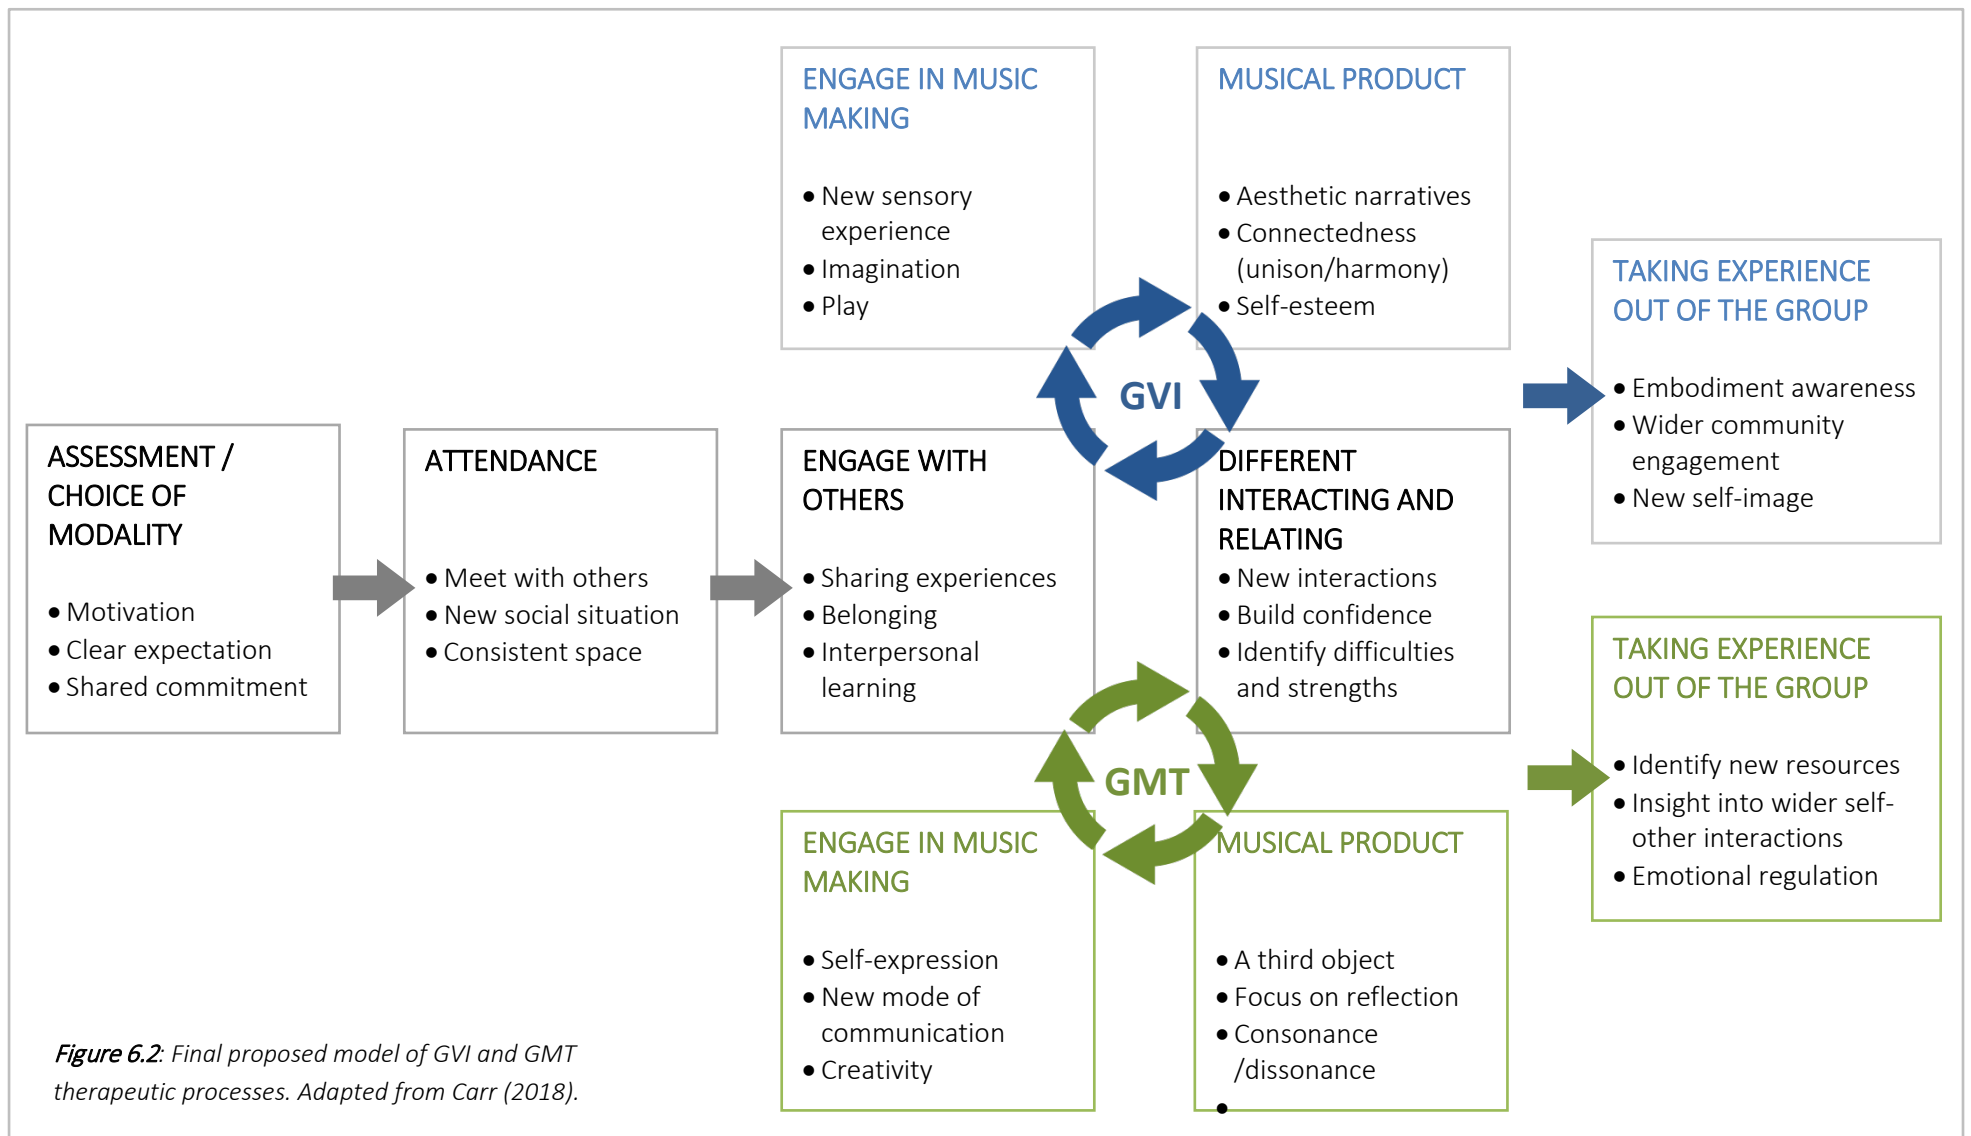 ENGAGE IN MUSIC
MAKING
• New sensory
experience
• Imagination
• Play
MUSICAL PRODUCT
• Aesthetic narratives
• Connectedness
(unison/harmony)
• Self-esteem
GVI
TAKING EXPERIENCE
OUT OF THE GROUP
• Embodiment awareness
• Wider community
engagement
• New self-image
ASSESSMENT /
CHOICE OF
MODALITY
• Motivation
• Clear expectation
• Shared commitment
ATTENDANCE
• Meet with others
• New social situation
• Consistent space
ENGAGE WITH
OTHERS
• Sharing experiences
• Belonging
• Interpersonal
learning
DIFFERENT
INTERACTING AND
RELATING
• New interactions
• Build confidence
• Identify difficulties
and strengths
GMT
TAKING EXPERIENCE
OUT OF THE GROUP
• Identify new resources
• Insight into wider self-
other interactions
• Emotional regulation
ENGAGE IN MUSIC
MAKING
• Self-expression
• New mode of
communication
• Creativity
MUSICAL PRODUCT
• A third object
• Focus on reflection
• Consonance
/dissonance
•
Figure 6.2: Final proposed model of GVI and GMT
therapeutic processes. Adapted from Carr (2018).